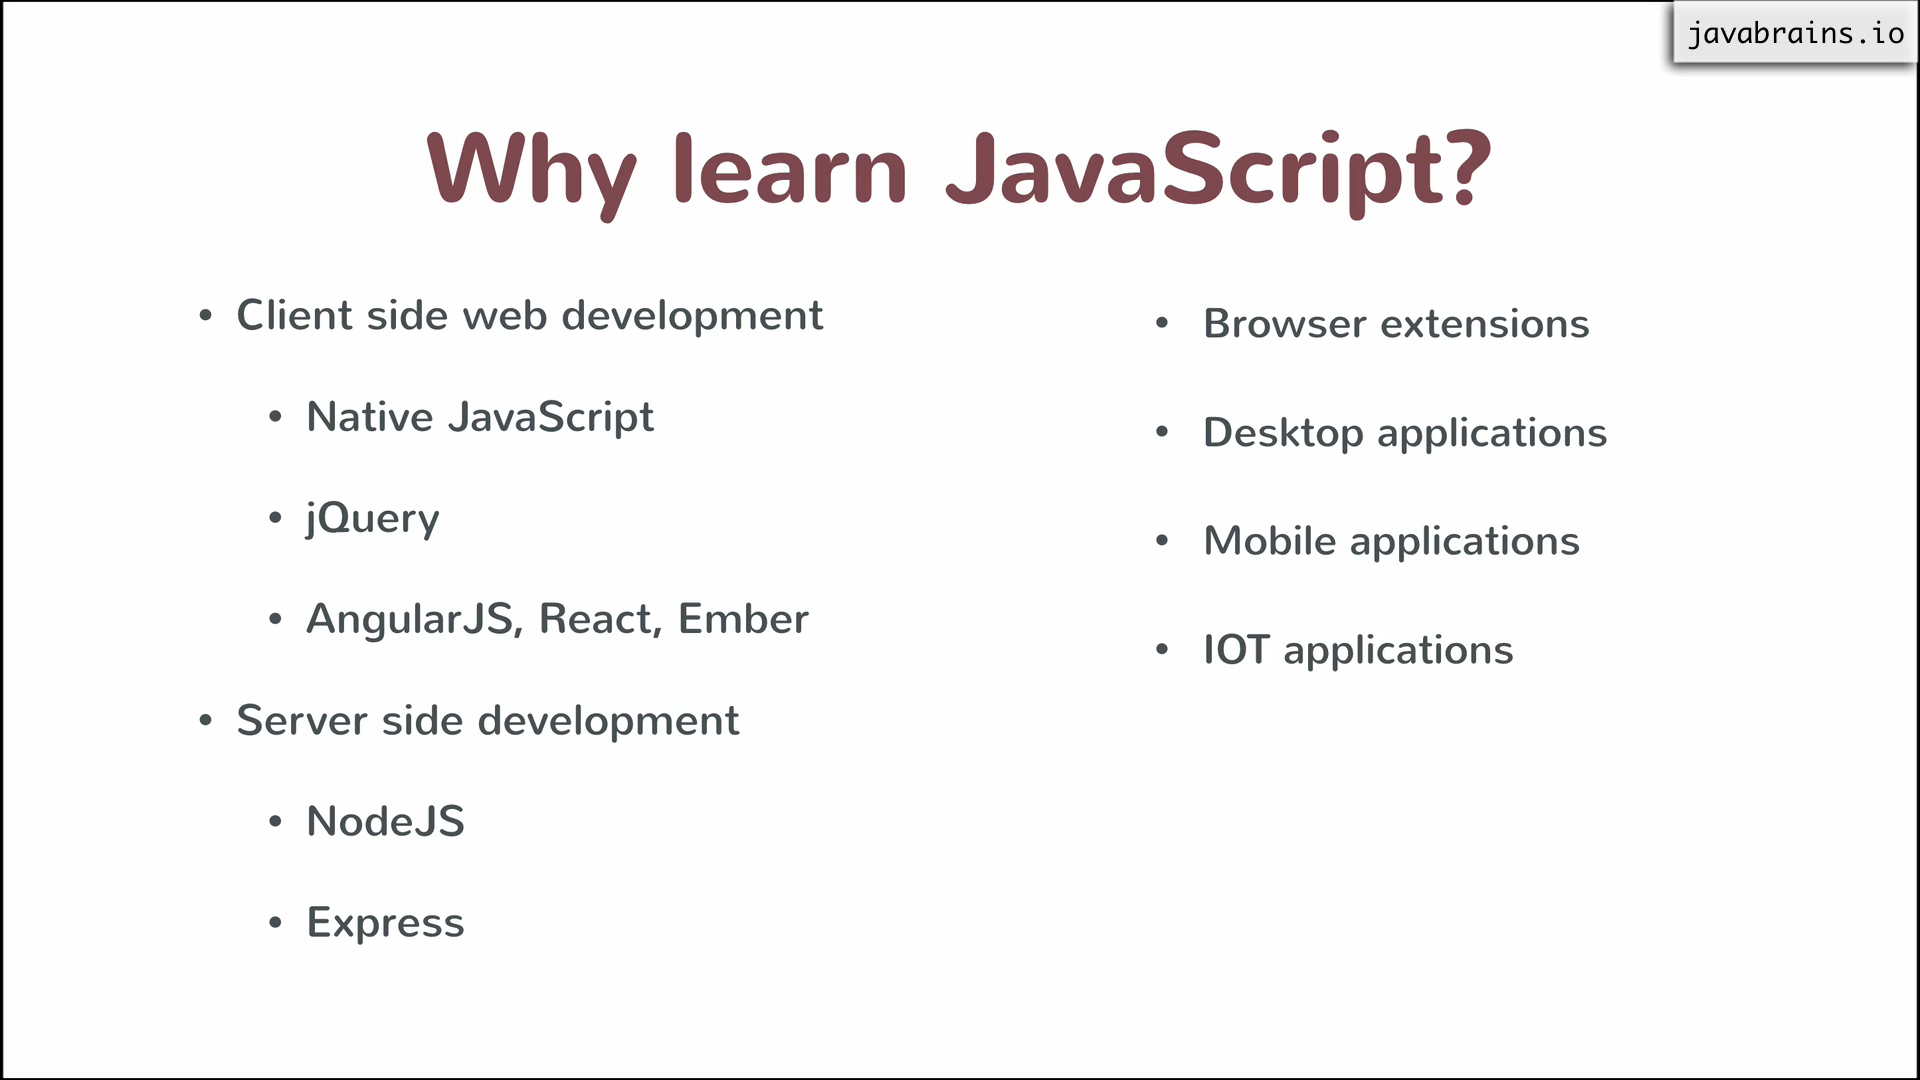 javabrains.io
Why learn JavaScript?
• Client side web development
• Native JavaScript
• jQuery
• AngularJS, React, Ember
• Server side development
• NodeJS
• Express
• Browser extensions
• Desktop applications
• Mobile applications
• IOT applications